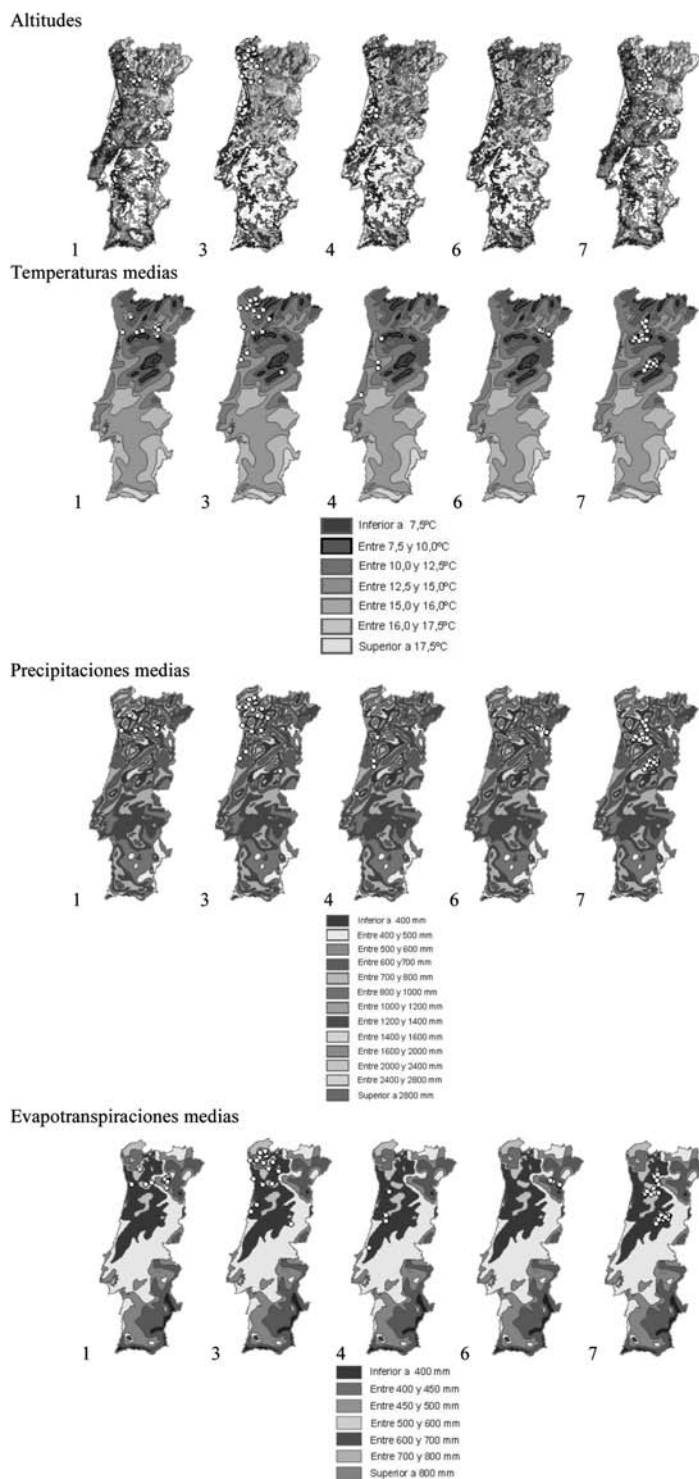 Altitudes
1 3 4 6 7
Temperaturas medias
1 3 4 6 7
Inferior a 7,5ºC
Entre 7,5 y 10,0ºC
Entre 10,0 y 12,5ºC
Entre 12,5 y 15,0ºC
Entre 15,0 y 16,0ºC
Entre 16,0 y 17,5ºC
Superior a 17,5ºC
Precipitaciones medias
1 3 4 6 7
Inferior a 400 mm
Entre 400 y 500 mm
Entre 500 y 600 mm
Entre 600 y700 mm
Entre 700 y 800 mm
Entre 800 y 1000 mm
Entre 1000 y 1200 mm
Entre 1200 y 1400 mm
Entre 1400 y 1600 mm
Entre 1600 y 2000 mm
Entre 2000 y 2400 mm
Entre 2400 y 2800 mm
Superior a 2800 mm
Evapotranspiraciones medias
1 3 4 6 7
Inferior a 400 mm
Entre 400 y 450 mm
Entre 450 y 500 mm
Entre 500 y 600 mm
Entre 600 y 700 mm
Entre 700 y 800 mm
Superior a 800 mm